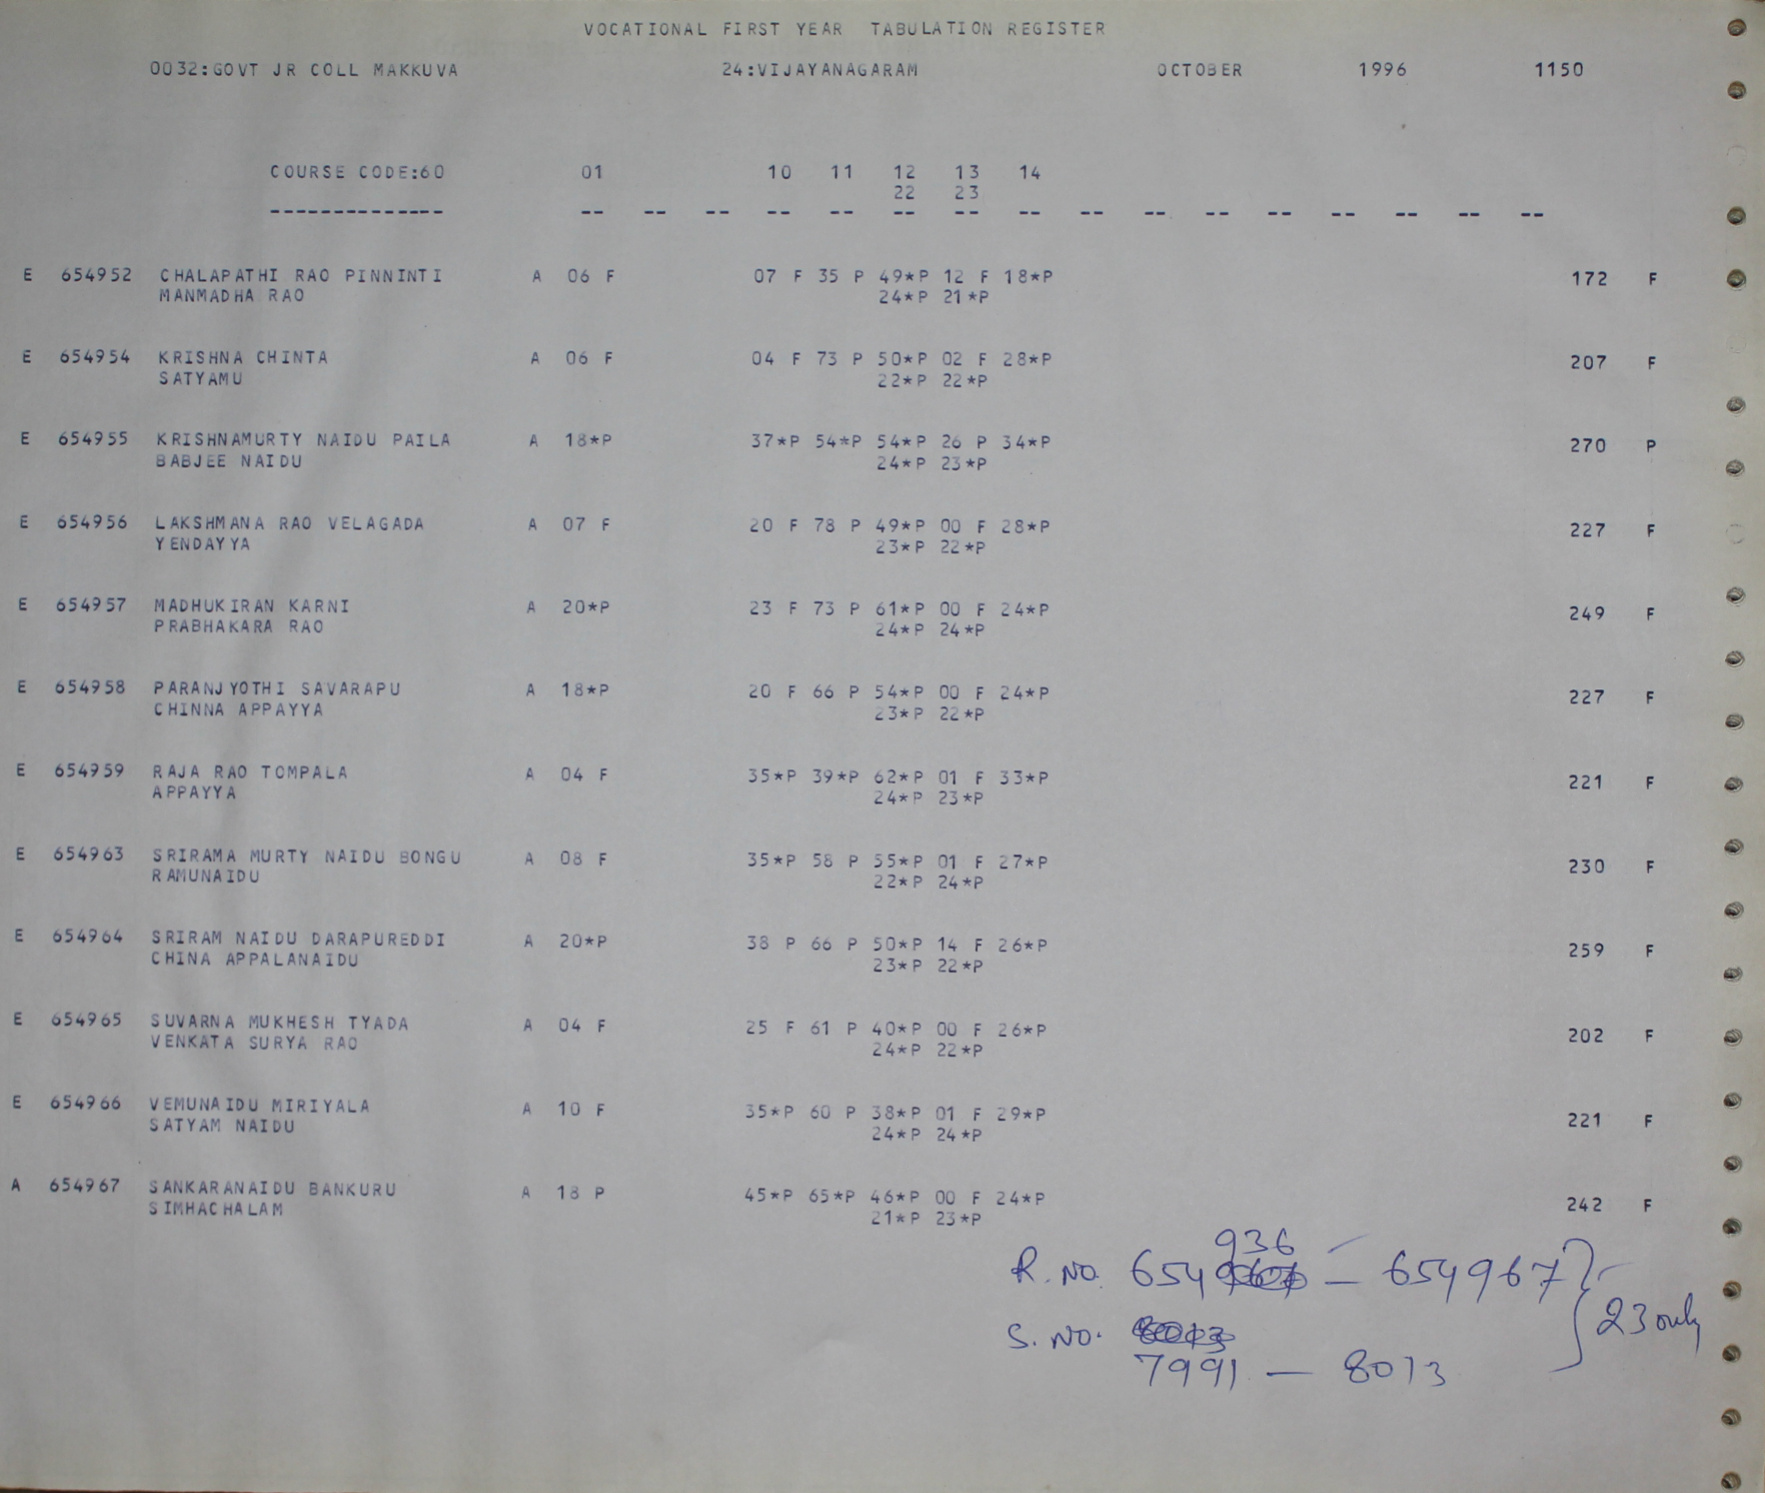 VOCATIONAL FIRST YEAR TABULATION REGISTER
0032:GOVT JR COLL MAKKUVA 24:VIJAYANAGARAM OCTOBER 1996 1150
COURSE CODE:60 01 10 11 12 13 14
22 23
-------------- -- -- -- -- -- -- -- -- -- -- -- -- -- -- -- --
E 654952 CHALAPATHI RAO PINNINTI A 06 F 07 F 35 P 49*P 12 F 18*P 172 F
MANMADHA RAO 24*P 21*P
E 654954 KRISHNA CHINTA A 06 F 04 F 73 P 50*P 02 F 28*P 207 F
SATYAMU 22*P 22*P
E 654955 KRISHNAMURTY NAIDU PAILA A 18*P 37*P 54*P 54*P 26 P 34*P 270 P
BABJEE NAIDU 24*P 23*P
E 654956 LAKSHMANA RAO VELAGADA A 07 F 20 F 78 P 49*P 00 F 28*P 227 F
YENDAYYA 23*P 22*P
E 654957 MADHUKIRAN KARNI A 20*P 23 F 73 P 61*P 00 F 24*P 249 F
PRABHAKARA RAO 24*P 24*P
E 654958 PARANJYOTHI SAVARAPU A 18*P 20 F 66 P 54*P 00 F 24*P 227 F
CHINNA APPAYYA 23*P 22*P
E 654959 RAJA RAO TOMPALA A 04 F 35*P 39*P 62*P 01 F 33*P 221 F
APPAYYA 24*P 23*P
E 654963 SRIRAMA MURTY NAIDU BONGU A 08 F 35*P 58 P 55*P 01 F 27*P 230 F
RAMUNAIDU 22*P 24*P
E 654964 SRIRAM NAIDU DARAPUREDDI A 20*P 38 P 66 P 50*P 14 F 26*P 259 F
CHINA APPALANAIDU 23*P 22*P
E 654965 SUVARNA MUKHESH TYADA A 04 F 25 F 61 P 40*P 00 F 26*P 202 F
VENKATA SURYA RAO 24*P 22*P
E 654966 VEMUNAIDU MIRIYALA A 10 F 35*P 60 P 38*P 01 F 29*P 221 F
SATYAM NAIDU 24*P 24*P
A 654967 SANKARANAIDU BANKURU A 18 P 45*P 65*P 46*P 00 F 24*P 242 F
SIMHACHALAM 21*P 23*P
936
R.NO. 654 — 654967
S.NO. 23 only
7991 — 8013